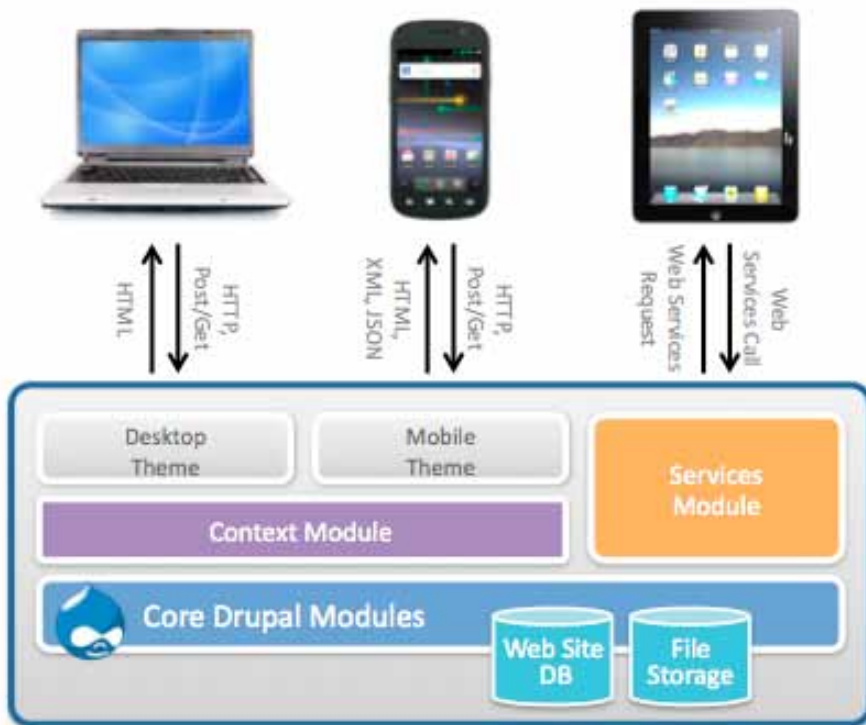 HTML
HTTP,
Post/Get
HTML,
XML, JSON
HTTP,
Post/Get
Web Services
Request
Web
Services Call
Desktop
Theme
Mobile
Theme
Services
Module
Context Module
Core Drupal Modules
Web Site
DB
File
Storage